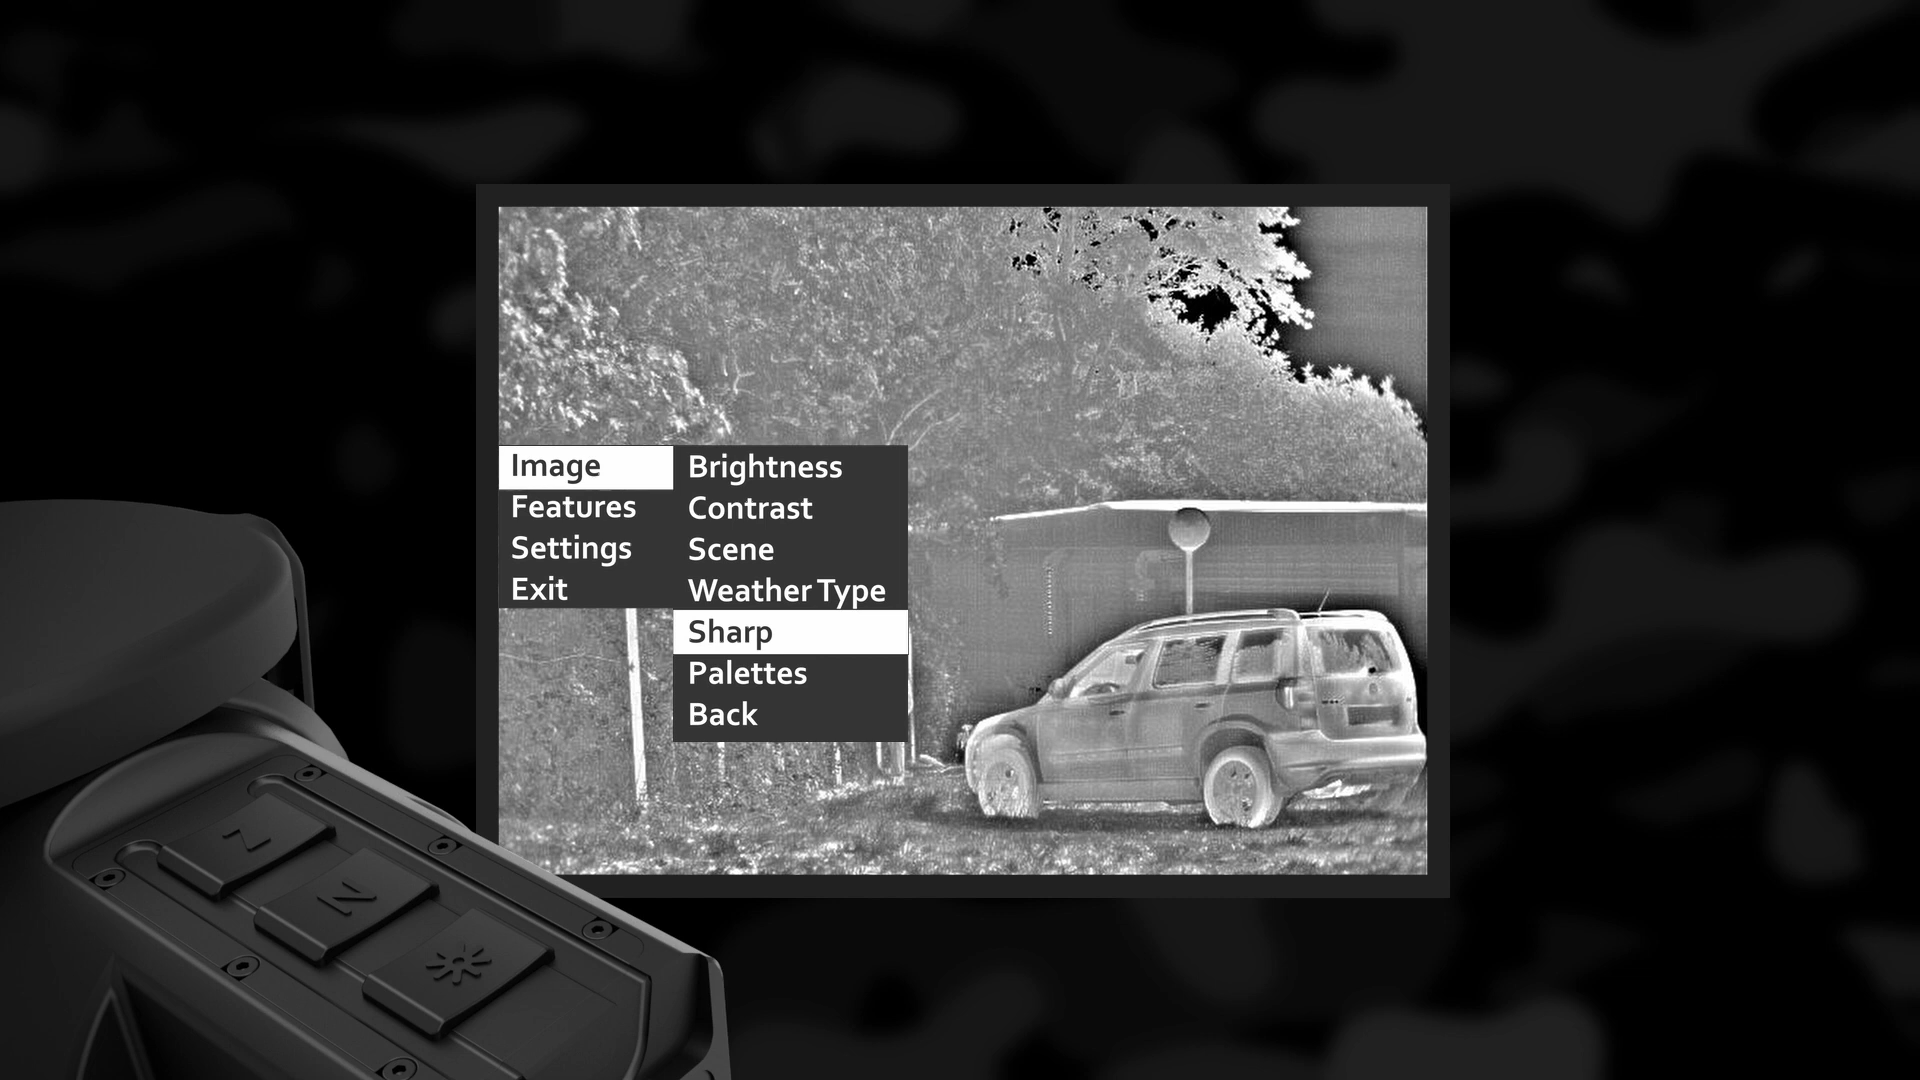 Image
Features
Settings
Exit
Brightness
Contrast
Scene
Weather Type
Sharp
Palettes
Back
Z
N